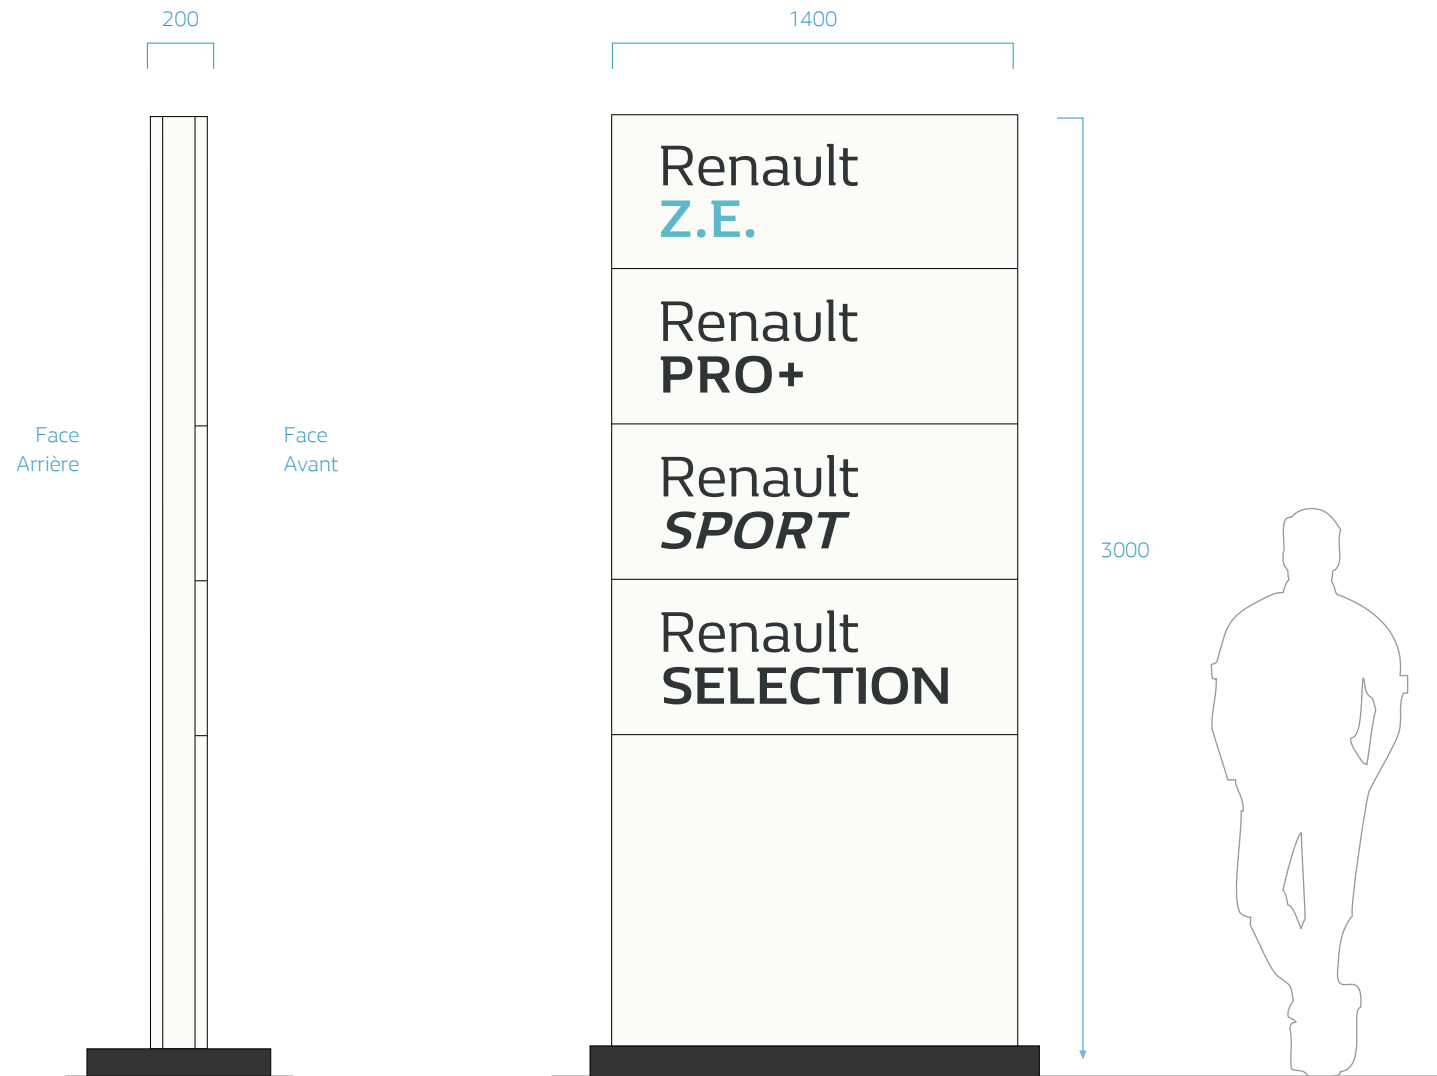 200
1400
Renault
Z.E.
Renault
PRO+
Face
Arrière
Face
Avant
Renault
SPORT
3000
Renault
SELECTION